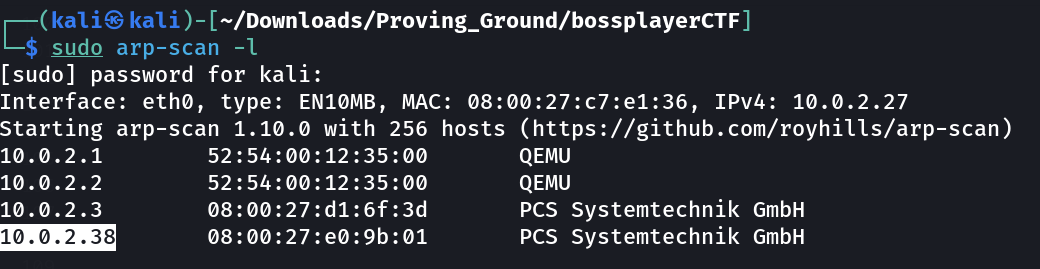 ┌──(kali㉿kali)-[~/Downloads/Proving_Ground/bossplayerCTF]
└─$ sudo arp-scan -l
[sudo] password for kali:
Interface: eth0, type: EN10MB, MAC: 08:00:27:c7:e1:36, IPv4: 10.0.2.27
Starting arp-scan 1.10.0 with 256 hosts (https://github.com/royhills/arp-scan)
10.0.2.1 52:54:00:12:35:00 QEMU
10.0.2.2 52:54:00:12:35:00 QEMU
10.0.2.3 08:00:27:d1:6f:3d PCS Systemtechnik GmbH
10.0.2.38 08:00:27:e0:9b:01 PCS Systemtechnik GmbH